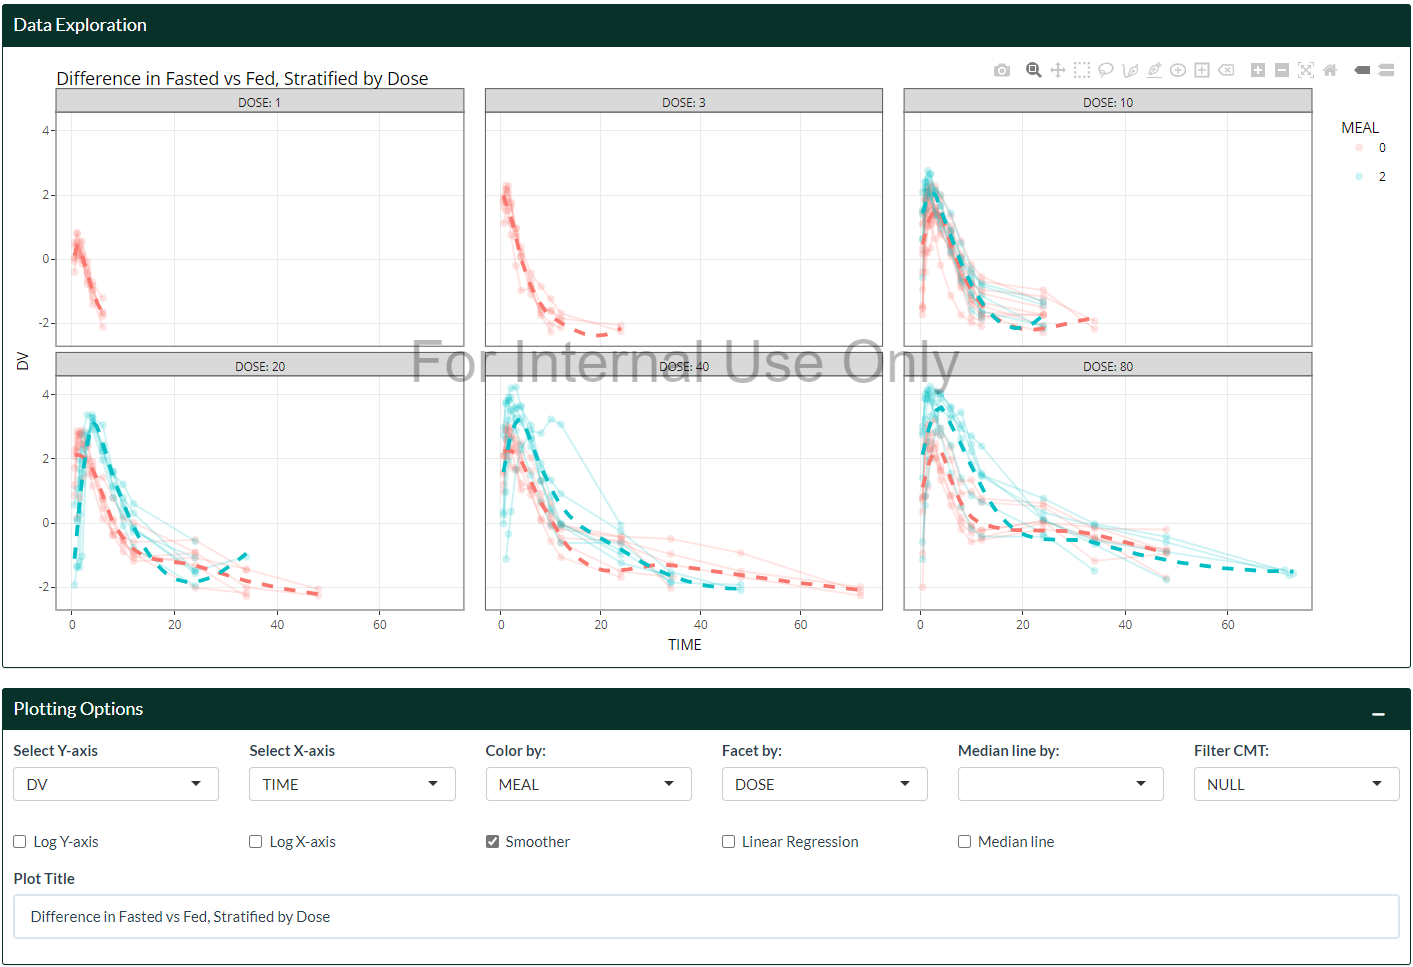 Data Exploration
Difference in Fasted vs Fed, Stratified by Dose
DOSE: 1
DOSE: 3
DOSE: 10
MEAL
0
2
4
2
0
-2
DV
For Internal Use Only
DOSE: 20
DOSE: 40
DOSE: 80
4
2
0
-2
0 20 40 60
0 20 40 60
0 20 40 60
TIME
Plotting Options
Select Y-axis
Select X-axis
Color by:
Facet by:
Median line by:
Filter CMT:
DV
TIME
MEAL
DOSE
NULL
Log Y-axis
Log X-axis
Smoother
Linear Regression
Median line
Plot Title
Difference in Fasted vs Fed, Stratified by Dose